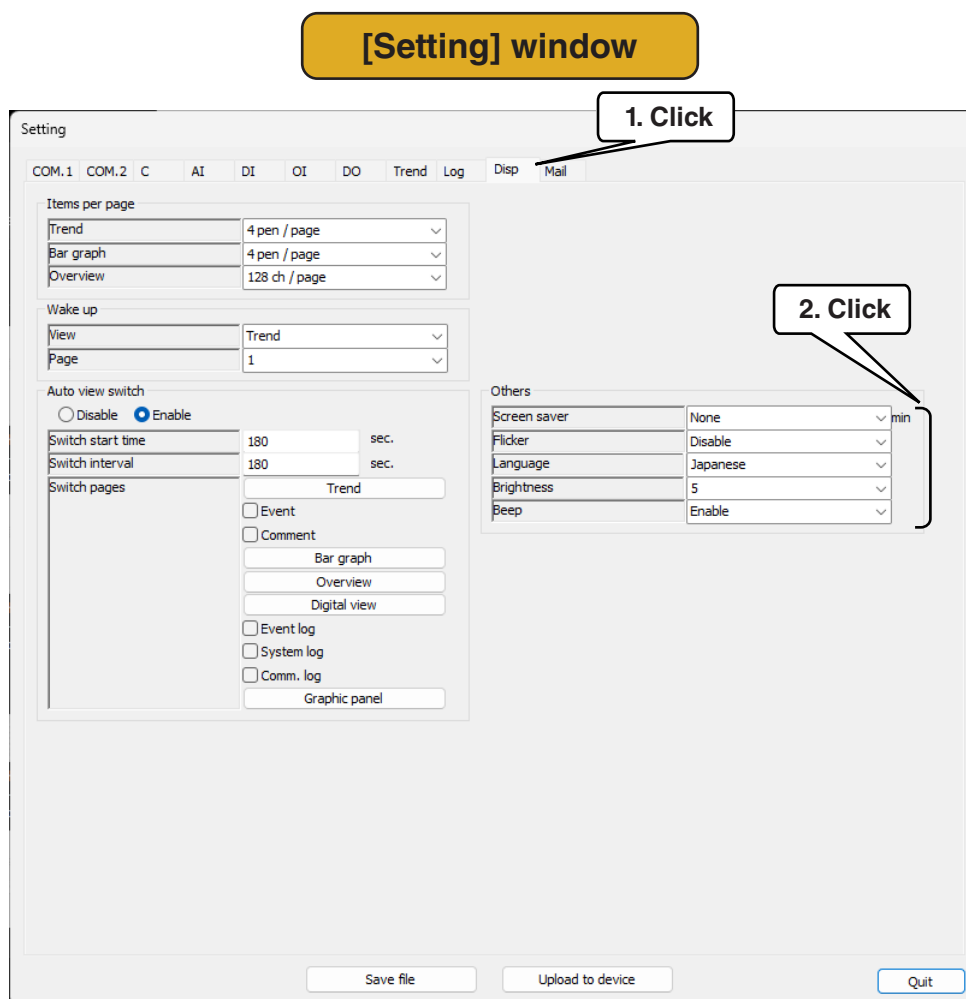 [Setting] window
1. Click
Setting
COM.1 COM.2 C AI DI OI DO Trend Log Disp Mail
Items per page
Trend 4 pen / page
Bar graph 4 pen / page
Overview 128 ch / page
2. Click
Wake up
View Trend
Page 1
Auto view switch
Disable Enable
Switch start time 180 sec.
Switch interval 180 sec.
Switch pages Trend
Event
Comment
Bar graph
Overview
Digital view
Event log
System log
Comm. log
Graphic panel
Others
Screen saver None min
Flicker Disable
Language Japanese
Brightness 5
Beep Enable
Save file Upload to device Quit